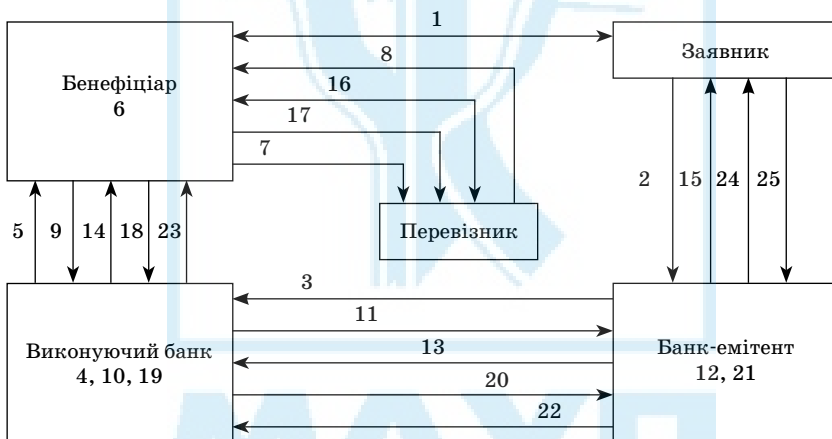 1
8
16
17
7
Бенефіціар
6
Заявник
Перевізник
5 9 14 18 23
2 15 24 25
3
11
13
20
22
Виконуючий банк
4, 10, 19
Банк-емітент
12, 21
МАУП